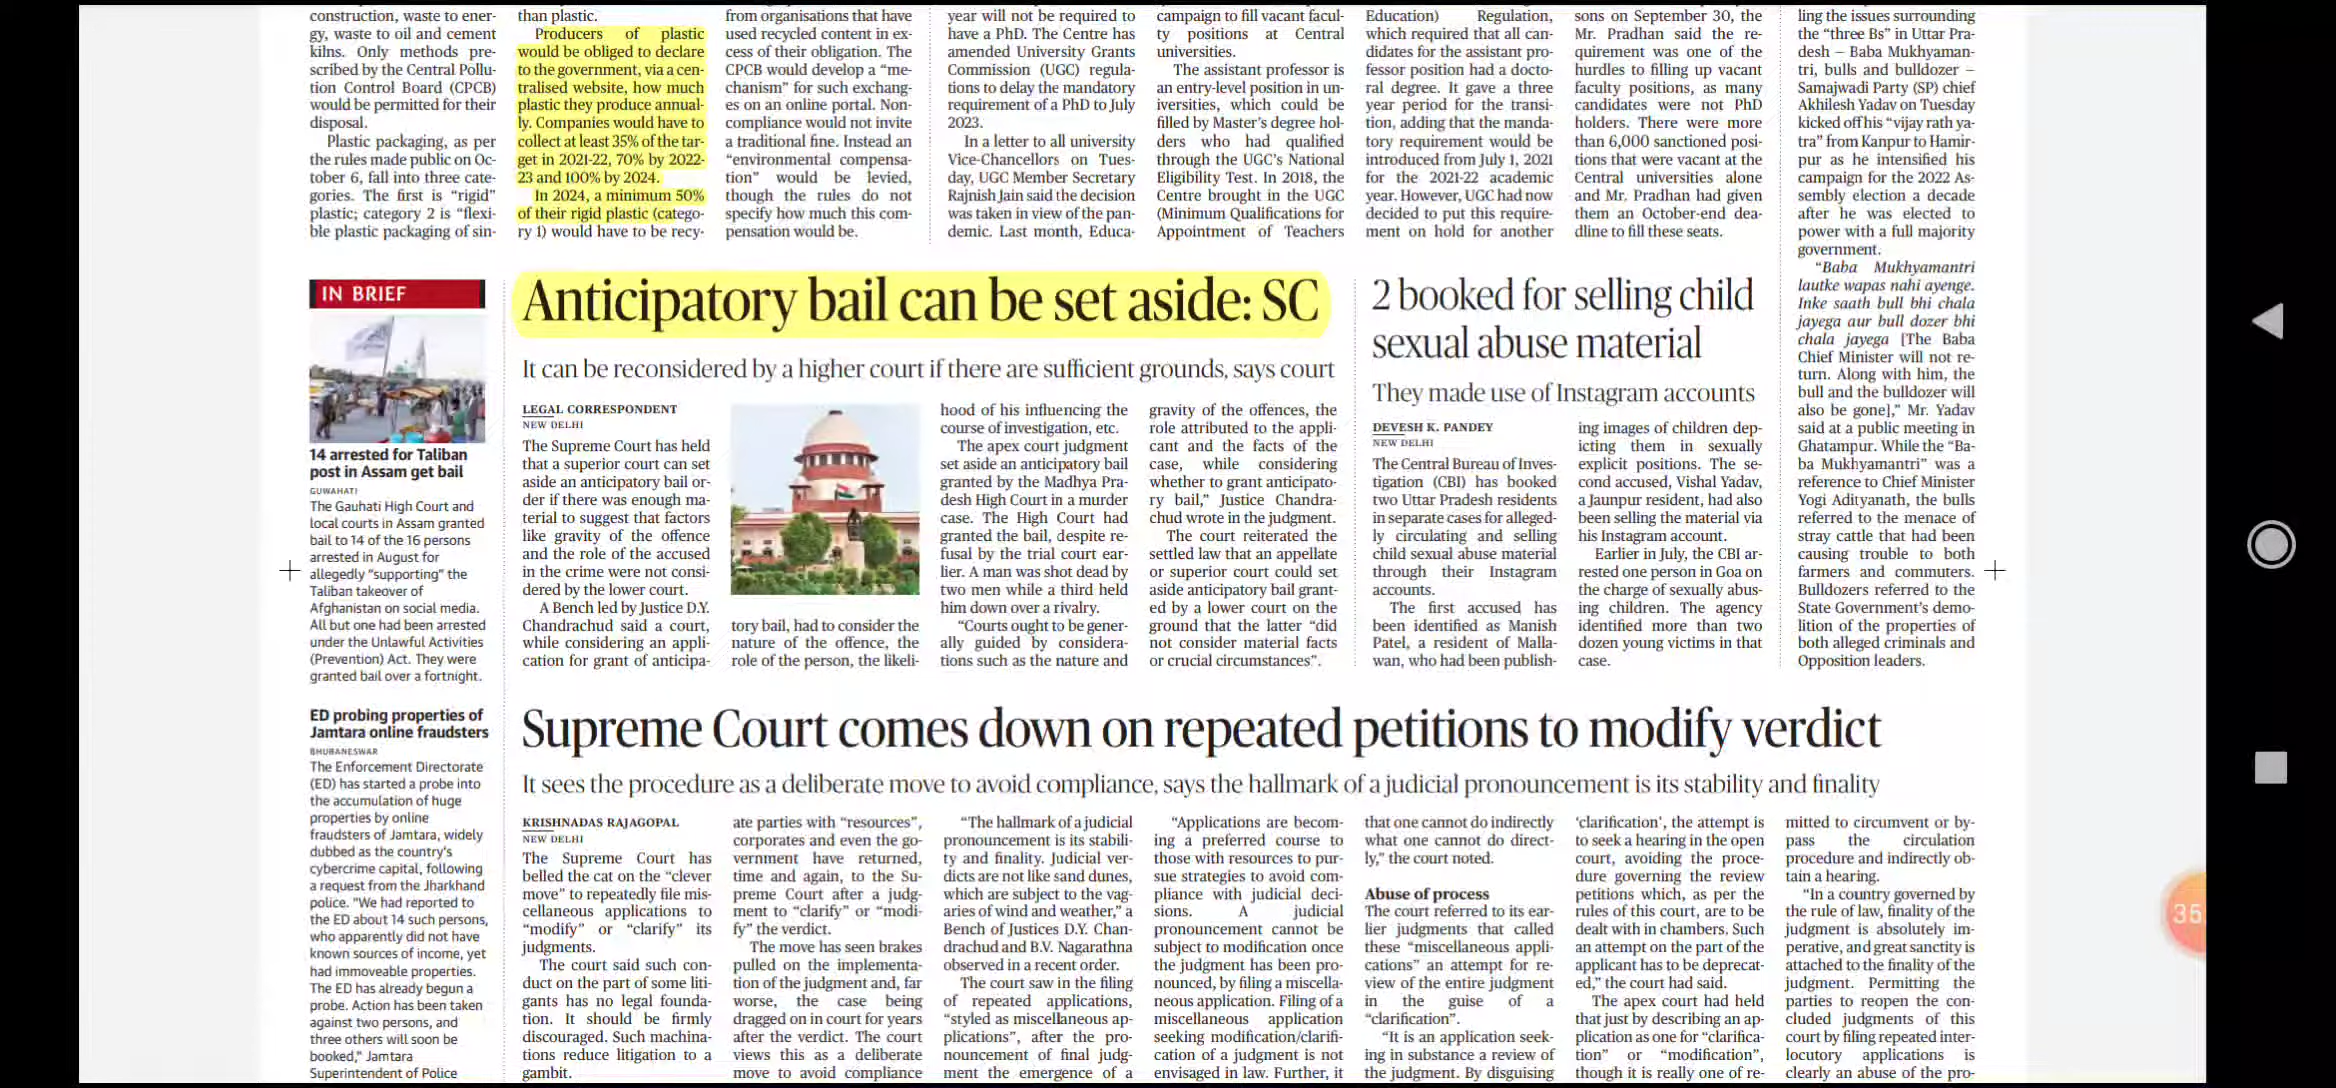 construction, waste to ener-
gy, waste to oil and cement
kilns. Only methods pre-
scribed by the Central Pollu-
tion Control Board (CPCB)
would be permitted for their
disposal.
Plastic packaging, as per
the rules made public on Oc-
tober 6, fall into three cate-
gories. The first is “rigid”
plastic; category 2 is “flexi-
ble plastic packaging of sin-
than plastic.
Producers of plastic
would be obliged to declare
to the government, via a cen-
tralised website, how much
plastic they produce annual-
ly. Companies would have to
collect at least 35% of the tar-
get in 2021-22, 70% by 2022-
23 and 100% by 2024.
In 2024, a minimum 50%
of their rigid plastic (catego-
ry 1) would have to be recy-
from organisations that have
used recycled content in ex-
cess of their obligation. The
CPCB would develop a “me-
chanism” for such exchang-
es on an online portal. Non-
compliance would not invite
a traditional fine. Instead an
“environmental compensa-
tion” would be levied,
though the rules do not
specify how much this com-
pensation would be.
year will not be required to
have a PhD. The Centre has
amended University Grants
Commission (UGC) regula-
tions to delay the mandatory
requirement of a PhD to July
2023.
In a letter to all university
Vice-Chancellors on Tues-
day, UGC Member Secretary
Rajnish Jain said the decision
was taken in view of the pan-
demic. Last month, Educa-
campaign to fill vacant facul-
ty positions at Central
universities.
The assistant professor is
an entry-level position in un-
iversities, which could be
filled by Master’s degree hol-
ders who had qualified
through the UGC’s National
Eligibility Test. In 2018, the
Centre brought in the UGC
(Minimum Qualifications for
Appointment of Teachers
Education) Regulation,
which required that all can-
didates for the assistant pro-
fessor position had a docto-
ral degree. It gave a three
year period for the transi-
tion, adding that the manda-
tory requirement would be
introduced from July 1, 2021
for the 2021-22 academic
year. However, UGC had now
decided to put this require-
ment on hold for another
sons on September 30, the
Mr. Pradhan said the re-
quirement was one of the
hurdles to filling up vacant
faculty positions, as many
candidates were not PhD
holders. There were more
than 6,000 sanctioned posi-
tions that were vacant at the
Central universities alone
and Mr. Pradhan had given
them an October-end dea-
dline to fill these seats.
ling the issues surrounding
the “three Bs” in Uttar Pra-
desh – Baba Mukhyaman-
tri, bulls and bulldozer –
Samajwadi Party (SP) chief
Akhilesh Yadav on Tuesday
kicked off his “vijay rath ya-
tra” from Kanpur to Hamir-
pur as he intensified his
campaign for the 2022 As-
sembly election a decade
after he was elected to
power with a full majority
government.
“Baba Mukhyamantri
lautke wapas nahi ayenge.
Inke saath bull bhi chala
jayega aur bull dozer bhi
chala jayega [The Baba
Chief Minister will not re-
turn. Along with him, the
bull and the bulldozer will
also be gone],” Mr. Yadav
said at a public meeting in
Ghatampur. While the “Ba-
ba Mukhyamantri” was a
reference to Chief Minister
Yogi Adityanath, the bulls
referred to the menace of
stray cattle that had been
causing trouble to both
farmers and commuters.
Bulldozers referred to the
State Government’s demo-
lition of the properties of
both alleged criminals and
Opposition leaders.
IN BRIEF
14 arrested for Taliban
post in Assam get bail
GUWAHATI
The Gauhati High Court and
local courts in Assam granted
bail to 14 of the 16 persons
arrested in August for
allegedly “supporting” the
Taliban takeover of
Afghanistan on social media.
All but one had been arrested
under the Unlawful Activities
(Prevention) Act. They were
granted bail over a fortnight.
ED probing properties of
Jamtara online fraudsters
BHUBANESWAR
The Enforcement Directorate
(ED) has started a probe into
the accumulation of huge
properties by online
fraudsters of Jamtara, widely
dubbed as the country’s
cybercrime capital, following
a request from the Jharkhand
police. “We had reported to
the ED about 14 such persons,
who apparently did not have
known sources of income, yet
had immoveable properties.
The ED has already begun a
probe. Action has been taken
against two persons, and
three others will soon be
booked,” Jamtara
Superintendent of Police
Anticipatory bail can be set aside: SC
It can be reconsidered by a higher court if there are sufficient grounds, says court
LEGAL CORRESPONDENT
NEW DELHI
The Supreme Court has held
that a superior court can set
aside an anticipatory bail or-
der if there was enough ma-
terial to suggest that factors
like gravity of the offence
and the role of the accused
in the crime were not consi-
dered by the lower court.
A Bench led by Justice D.Y.
Chandrachud said a court,
while considering an appli-
cation for grant of anticipa-
tory bail, had to consider the
nature of the offence, the
role of the person, the likeli-
hood of his influencing the
course of investigation, etc.
The apex court judgment
set aside an anticipatory bail
granted by the Madhya Pra-
desh High Court in a murder
case. The High Court had
granted the bail, despite re-
fusal by the trial court ear-
lier. A man was shot dead by
two men while a third held
him down over a rivalry.
“Courts ought to be gener-
ally guided by considera-
tions such as the nature and
gravity of the offences, the
role attributed to the appli-
cant and the facts of the
case, while considering
whether to grant anticipato-
ry bail,” Justice Chandra-
chud wrote in the judgment.
The court reiterated the
settled law that an appellate
or superior court could set
aside anticipatory bail grant-
ed by a lower court on the
ground that the latter “did
not consider material facts
or crucial circumstances”.
2 booked for selling child
sexual abuse material
They made use of Instagram accounts
DEVESH K. PANDEY
NEW DELHI
The Central Bureau of Inves-
tigation (CBI) has booked
two Uttar Pradesh residents
in separate cases for alleged-
ly circulating and selling
child sexual abuse material
through their Instagram
accounts.
The first accused has
been identified as Manish
Patel, a resident of Malla-
wan, who had been publish-
ing images of children dep-
icting them in sexually
explicit positions. The se-
cond accused, Vishal Yadav,
a Jaunpur resident, had also
been selling the material via
his Instagram account.
Earlier in July, the CBI ar-
rested one person in Goa on
the charge of sexually abus-
ing children. The agency
identified more than two
dozen young victims in that
case.
Supreme Court comes down on repeated petitions to modify verdict
It sees the procedure as a deliberate move to avoid compliance, says the hallmark of a judicial pronouncement is its stability and finality
KRISHNADAS RAJAGOPAL
NEW DELHI
The Supreme Court has
belled the cat on the “clever
move” to repeatedly file mis-
cellaneous applications to
“modify” or “clarify” its
judgments.
The court said such con-
duct on the part of some liti-
gants has no legal founda-
tion. It should be firmly
discouraged. Such machina-
tions reduce litigation to a
gambit.
ate parties with “resources”,
corporates and even the go-
vernment have returned,
time and again, to the Su-
preme Court after a judg-
ment to “clarify” or “modi-
fy” the verdict.
The move has seen brakes
pulled on the implementa-
tion of the judgment and, far
worse, the case being
dragged on in court for years
after the verdict. The court
views this as a deliberate
move to avoid compliance
“The hallmark of a judicial
pronouncement is its stabili-
ty and finality. Judicial ver-
dicts are not like sand dunes,
which are subject to the vag-
aries of wind and weather,” a
Bench of Justices D.Y. Chan-
drachud and B.V. Nagarathna
observed in a recent order.
The court saw in the filing
of repeated applications,
“styled as miscellaneous ap-
plications”, after the pro-
nouncement of final judg-
ment the emergence of a
“Applications are becom-
ing a preferred course to
those with resources to pur-
sue strategies to avoid com-
pliance with judicial deci-
sions. A judicial
pronouncement cannot be
subject to modification once
the judgment has been pro-
nounced, by filing a miscella-
neous application. Filing of a
miscellaneous application
seeking modification/clarifi-
cation of a judgment is not
envisaged in law. Further, it
that one cannot do indirectly
what one cannot do direct-
ly,” the court noted.
Abuse of process
The court referred to its ear-
lier judgments that called
these “miscellaneous appli-
cations” an attempt for re-
view of the entire judgment
in the guise of a
“clarification”.
“It is an application seek-
ing in substance a review of
the judgment. By disguising
‘clarification’, the attempt is
to seek a hearing in the open
court, avoiding the proce-
dure governing the review
petitions which, as per the
rules of this court, are to be
dealt with in chambers. Such
an attempt on the part of the
applicant has to be deprecat-
ed,” the court had said.
The apex court had held
that just by describing an ap-
plication as one for “clarifica-
tion” or “modification”,
though it is really one of re-
mitted to circumvent or by-
pass the circulation
procedure and indirectly ob-
tain a hearing.
“In a country governed by
the rule of law, finality of the
judgment is absolutely im-
perative, and great sanctity is
attached to the finality of the
judgment. Permitting the
parties to reopen the con-
cluded judgments of this
court by filing repeated inter-
locutory applications is
clearly an abuse of the pro-
35